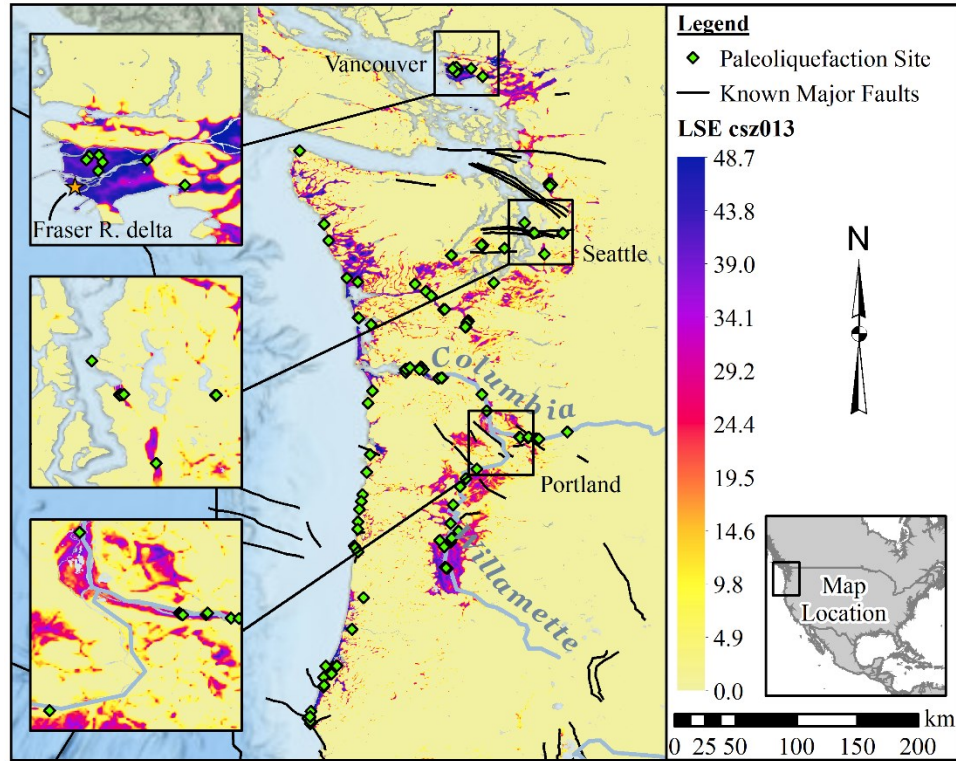 Vancouver
Fraser R. delta
Seattle
Columbia
Portland
Willamette
Legend
Paleoliquefaction Site
Known Major Faults
LSE csz013
48.7
43.8
39.0
34.1
29.2
24.4
19.5
14.6
9.8
4.9
0.0
N
Map
Location
km
0 25 50 100 150 200